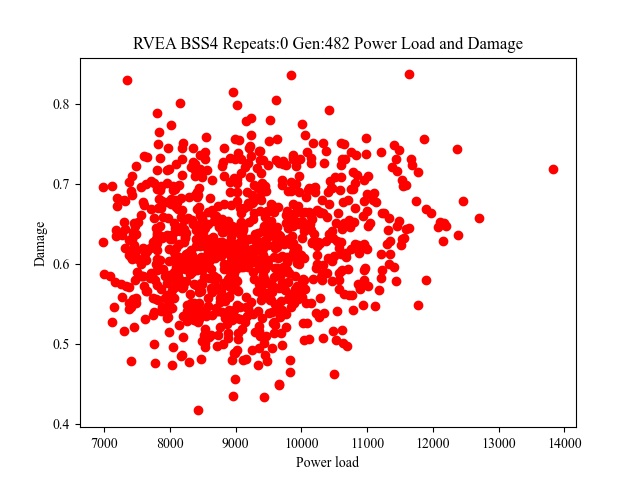 RVEA BSS4 Repeats:0 Gen:482 Power Load and Damage
0.8
0.7
0.6
0.5
0.4
Damage
7000 8000 9000 10000 11000 12000 13000 14000
Power load